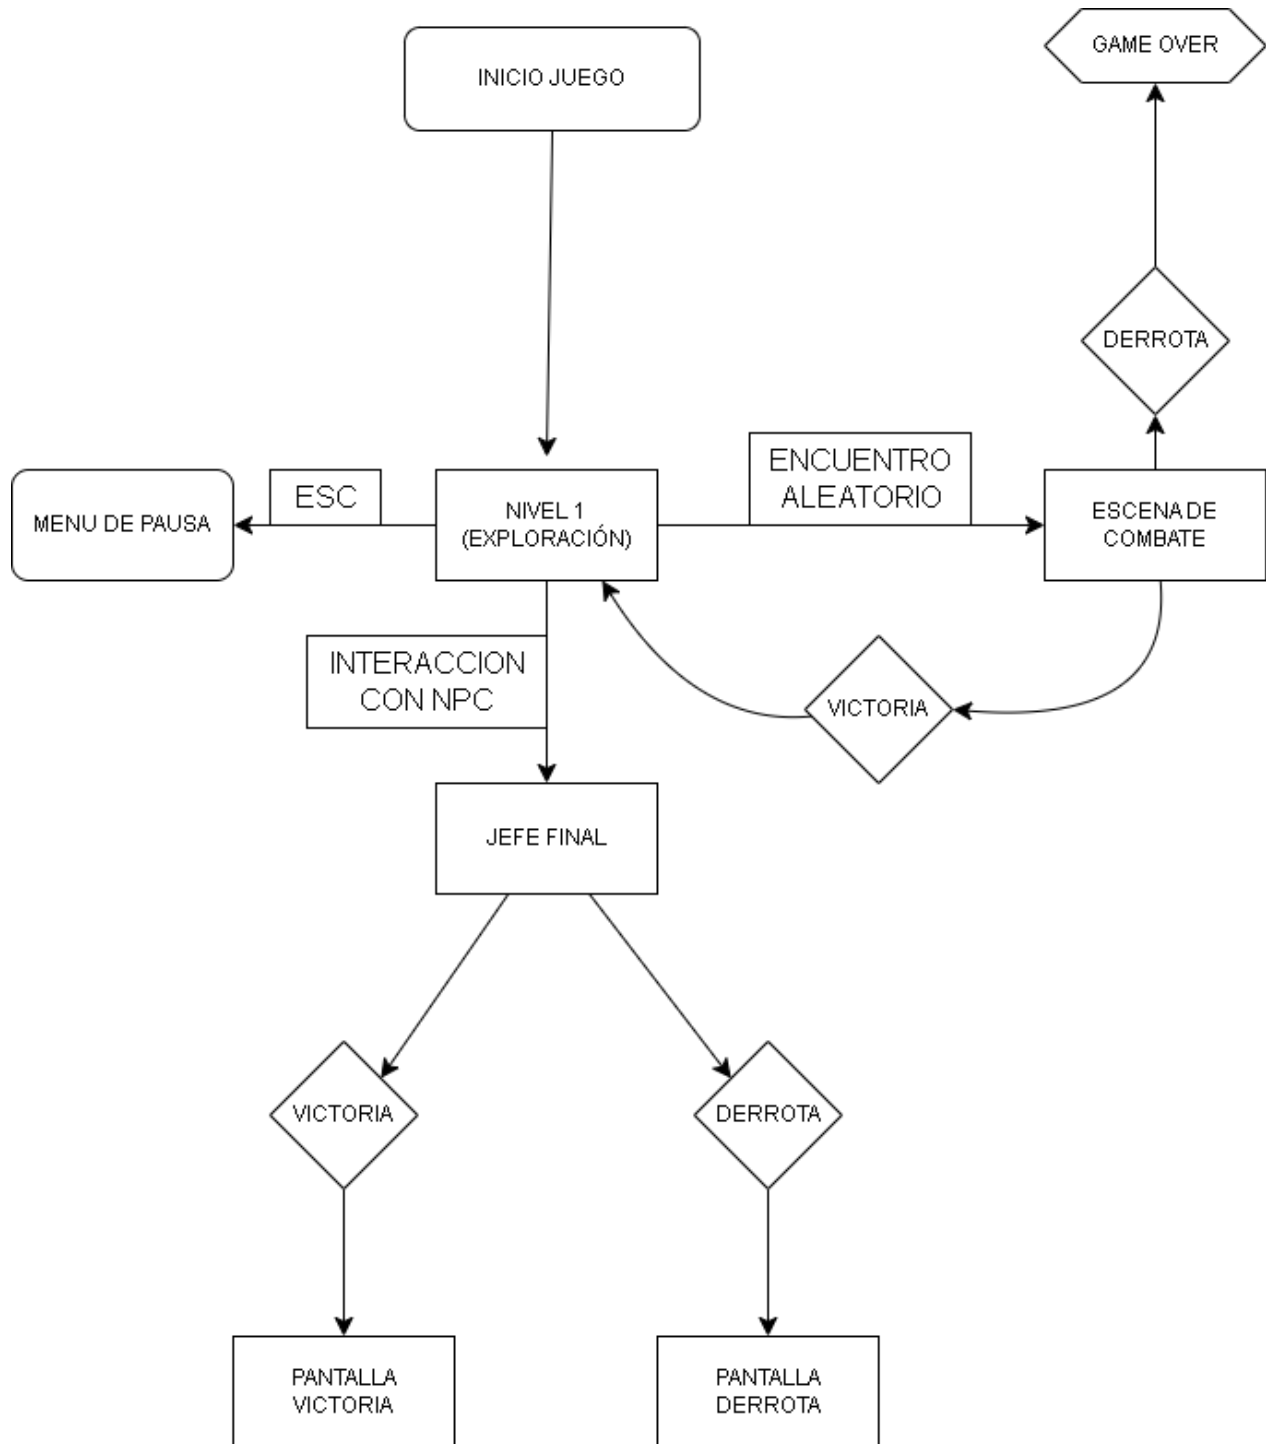 INICIO JUEGO
GAME OVER
DERROTA
ENCUENTRO
ALEATORIO
ESC
MENU DE PAUSA
NIVEL 1
(EXPLORACIÓN)
ESCENA DE
COMBATE
INTERACCION
CON NPC
VICTORIA
JEFE FINAL
VICTORIA
DERROTA
PANTALLA
VICTORIA
PANTALLA
DERROTA